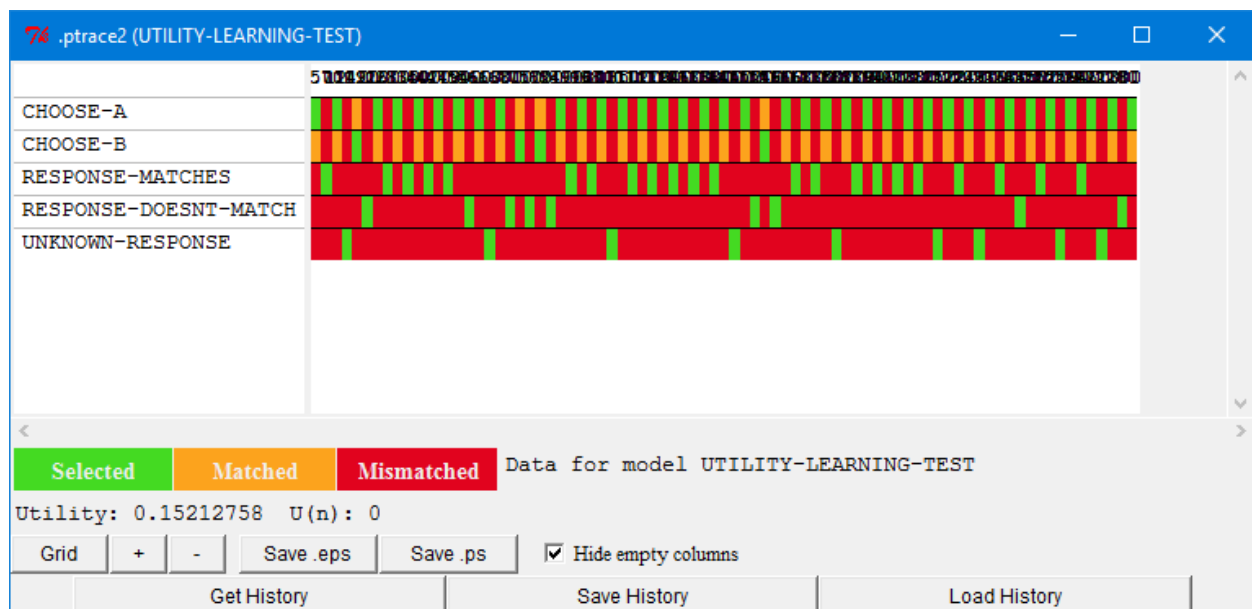 .ptrace2 (UTILITY-LEARNING-TEST)
CHOOSE-A
CHOOSE-B
RESPONSE-MATCHES
RESPONSE-DOESNT-MATCH
UNKNOWN-RESPONSE
Selected Matched Mismatched Data for model UTILITY-LEARNING-TEST
Utility: 0.15212758 U(n): 0
Grid + - Save .eps Save .ps Hide empty columns
Get History Save History Load History